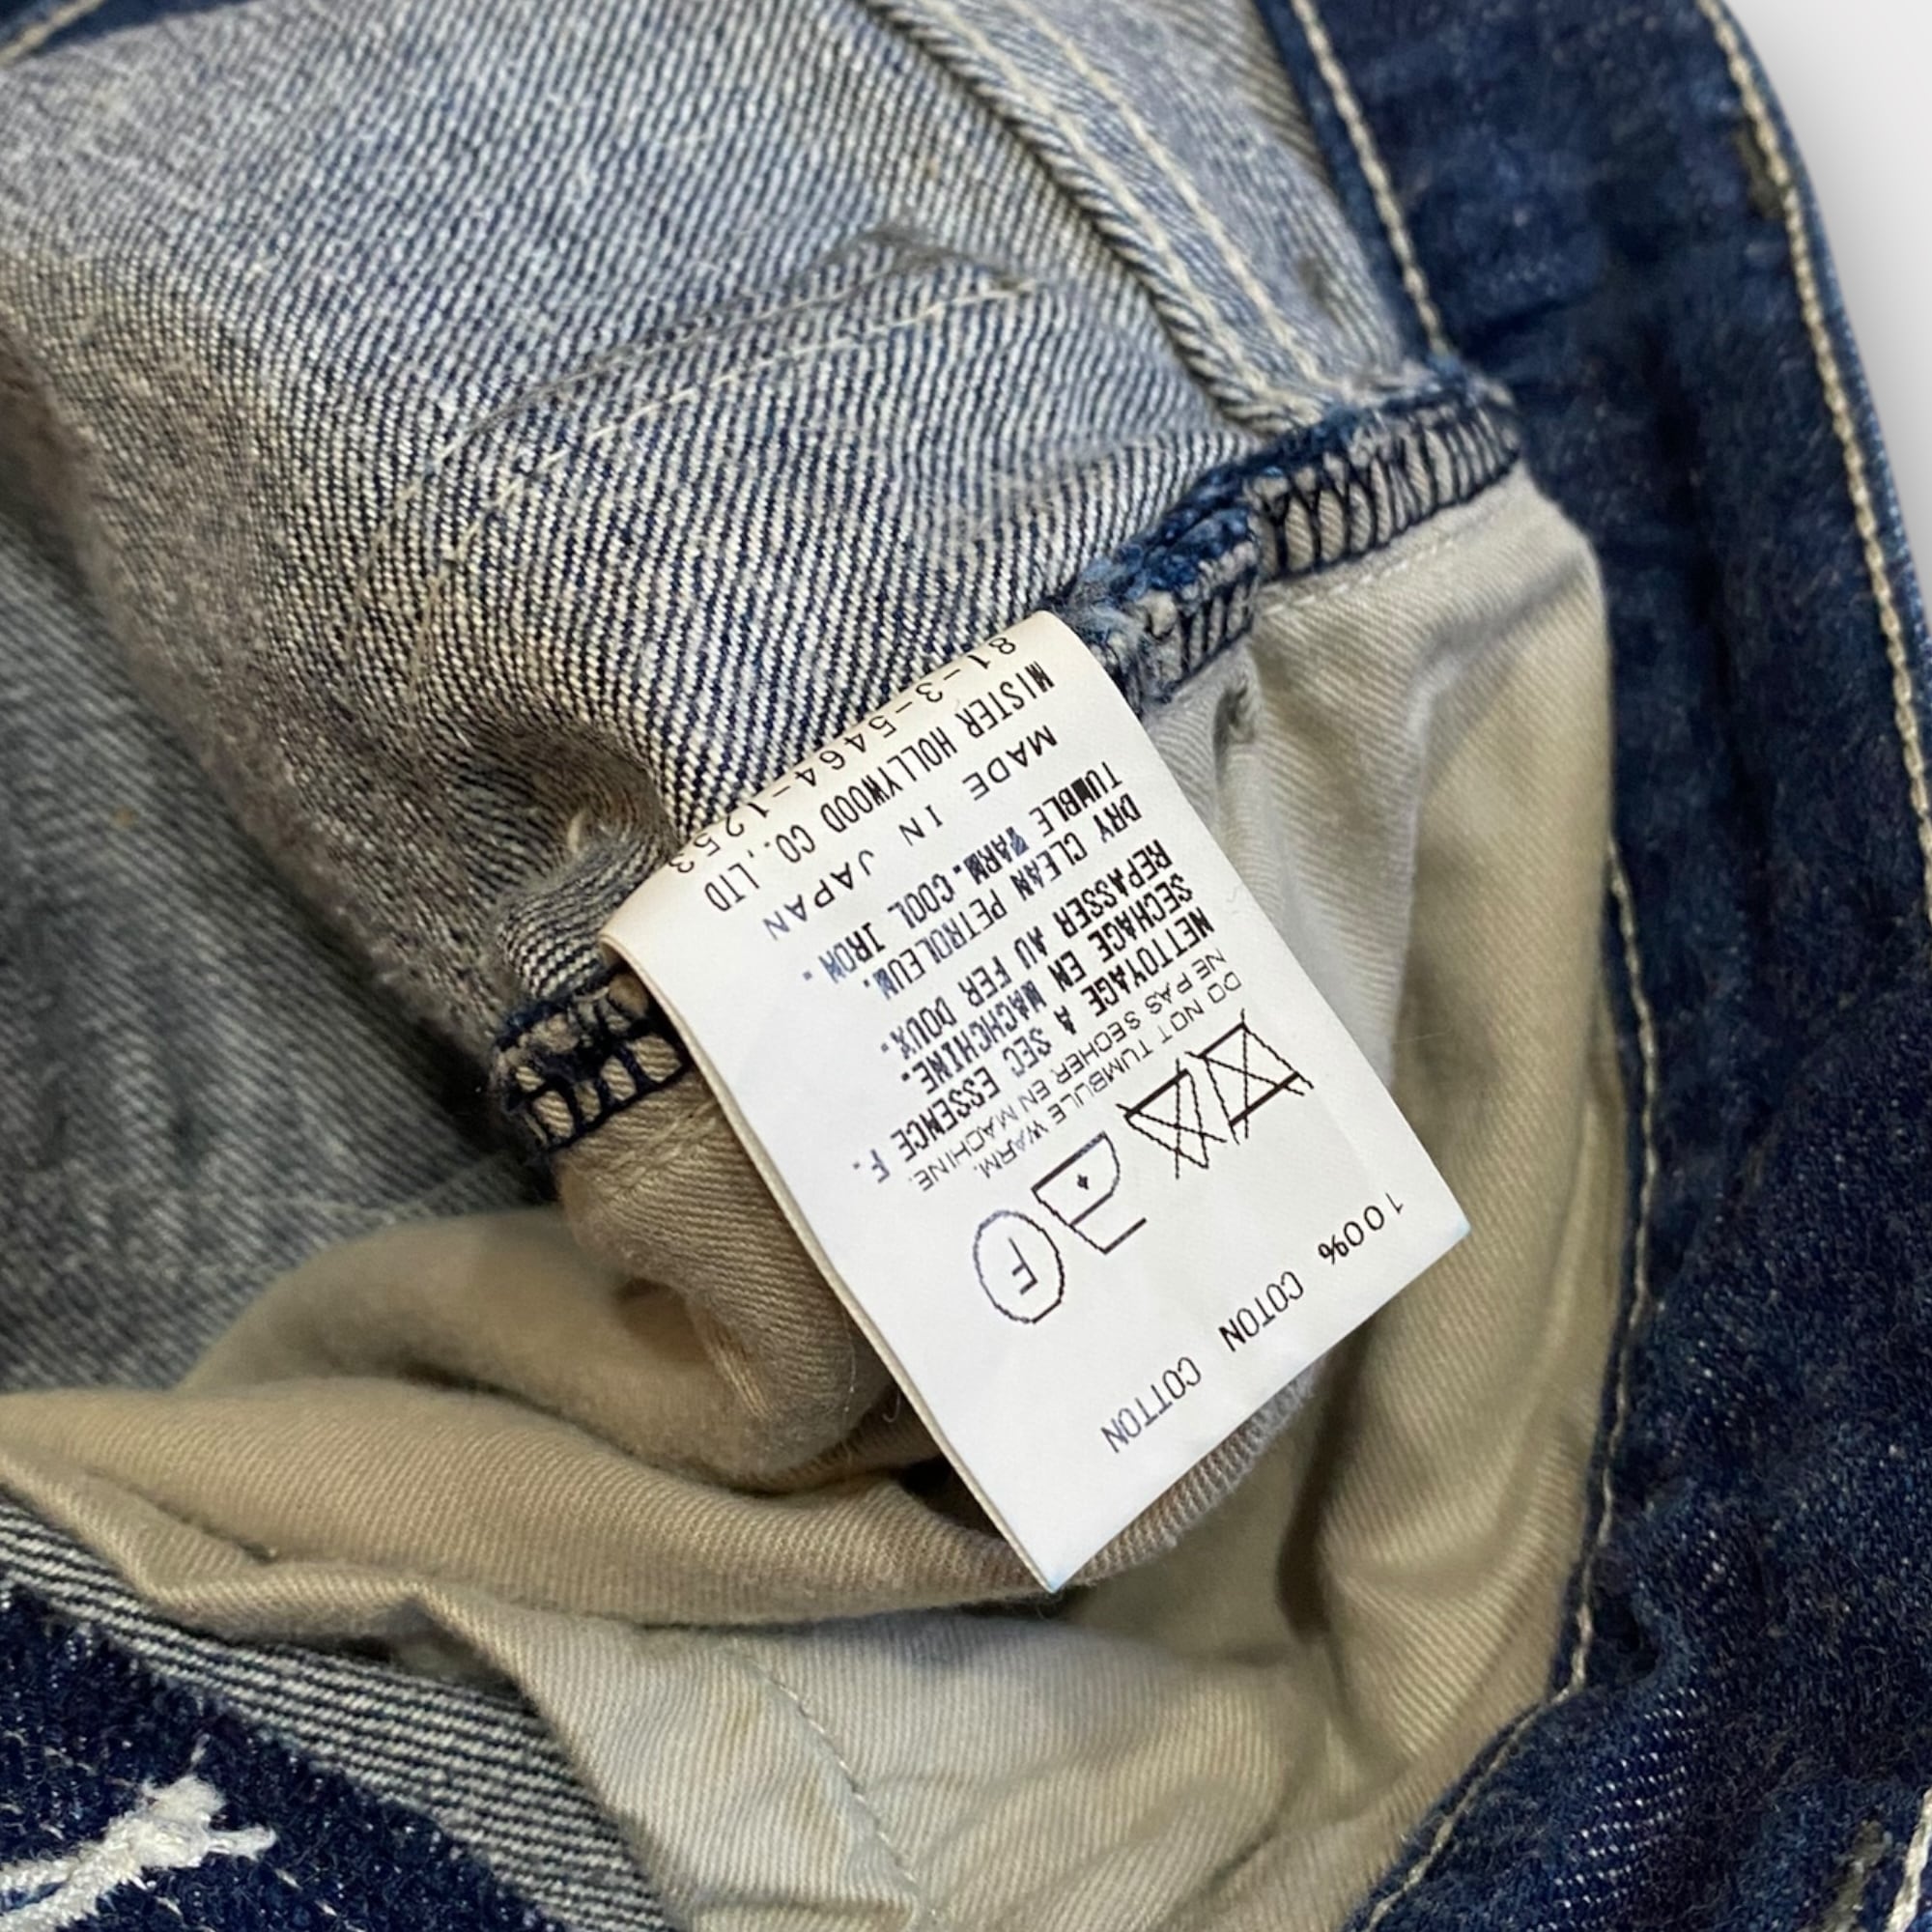 100% COTON COTTON
F
DO NOT TUMBULE WARM.
NE PAS SECHER EN MACHINE.
NETTOYAGE A SEC ESSENCE F.
SECHAGE EN MACHCHINE.
REPASSER AU FER DOUX.
DRY CLEAN PETROLEUM.
TUMBLE WARM. COOL IRON.
MADE IN JAPAN
MISTER HOLLYWOOD CO.,LTD
81-3-5464-1253